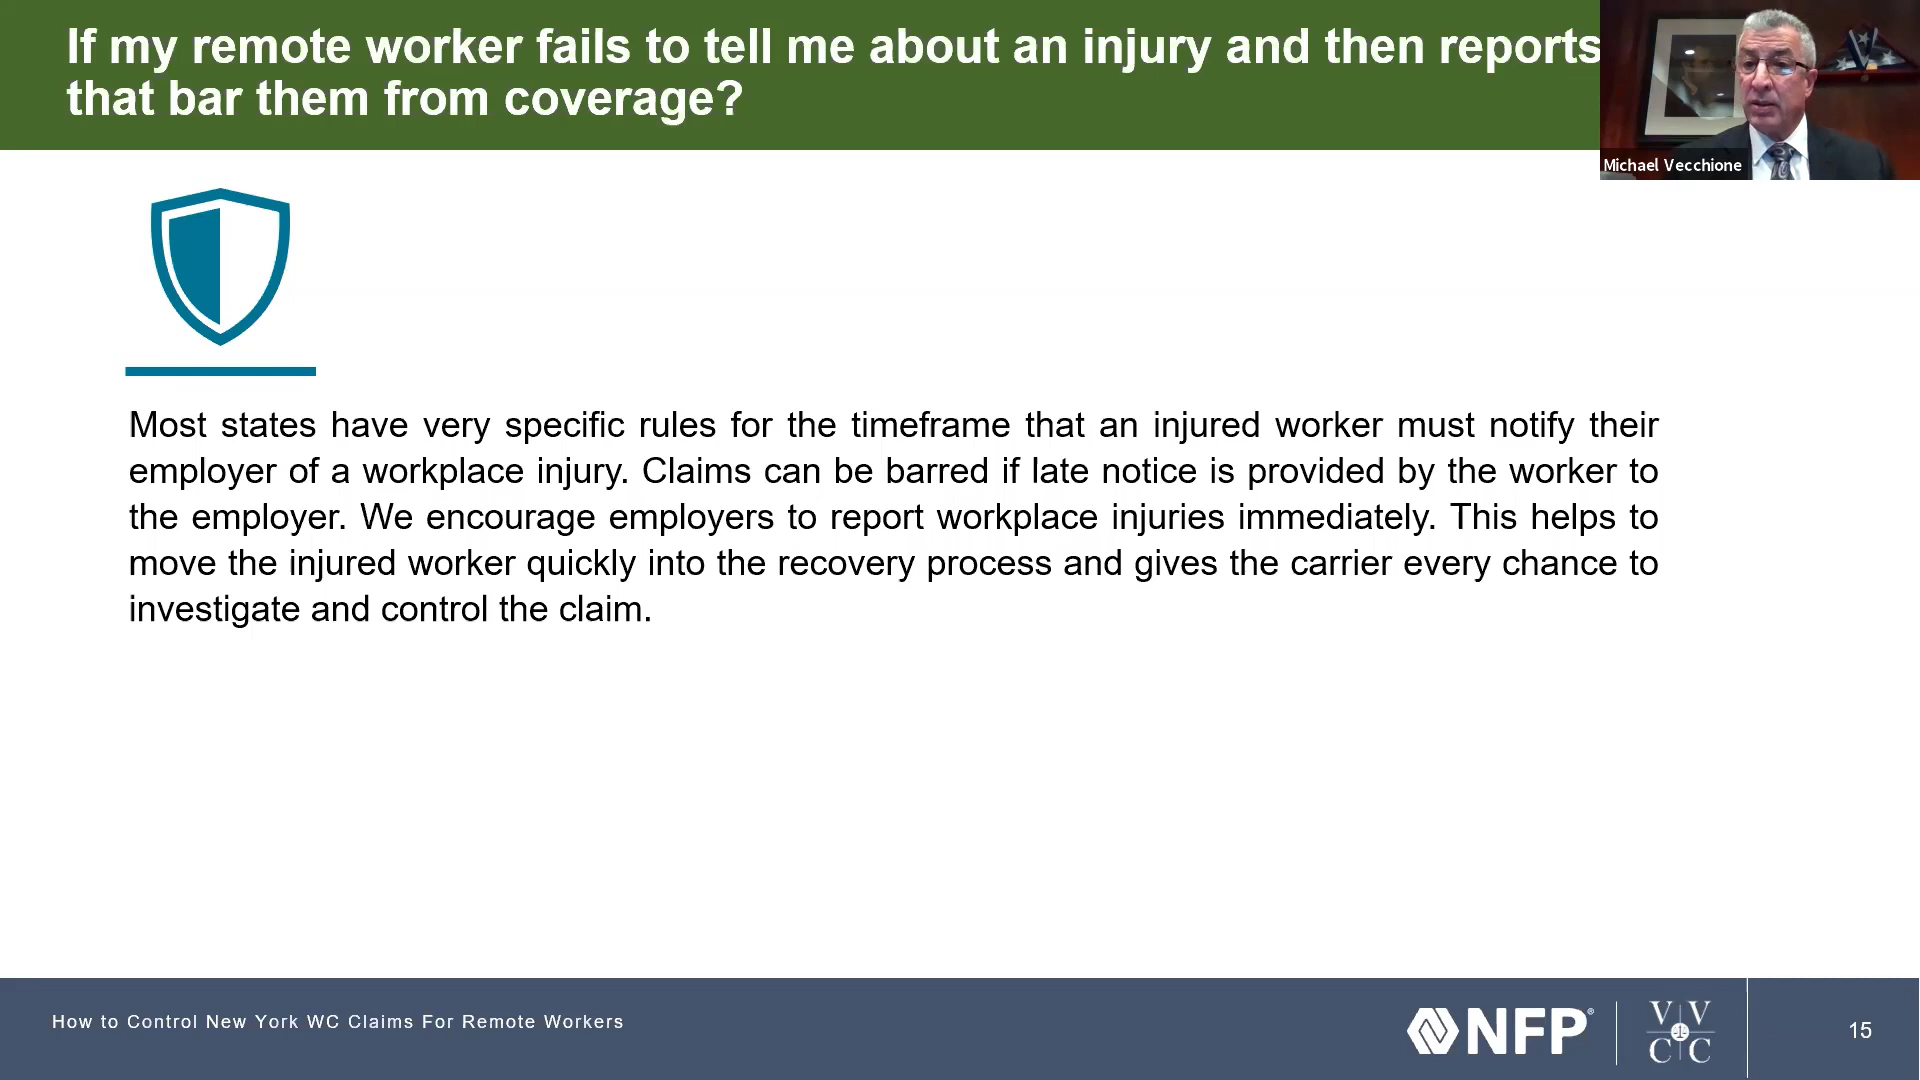 If my remote worker fails to tell me about an injury and then reports
that bar them from coverage?
Michael Vecchione
Most states have very specific rules for the timeframe that an injured worker must notify their
employer of a workplace injury. Claims can be barred if late notice is provided by the worker to
the employer. We encourage employers to report workplace injuries immediately. This helps to
move the injured worker quickly into the recovery process and gives the carrier every chance to
investigate and control the claim.
How to Control New York WC Claims For Remote Workers
NFP®
V V
C C
15